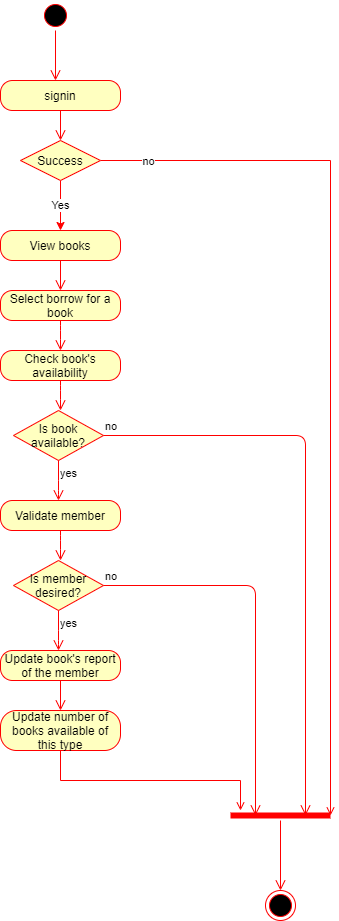 signin
Success
no
Yes
View books
Select borrow for a
book
Check book's
availability
Is book
available?
no
yes
Validate member
Is member
desired?
no
yes
Update book's report
of the member
Update number of
books available of
this type